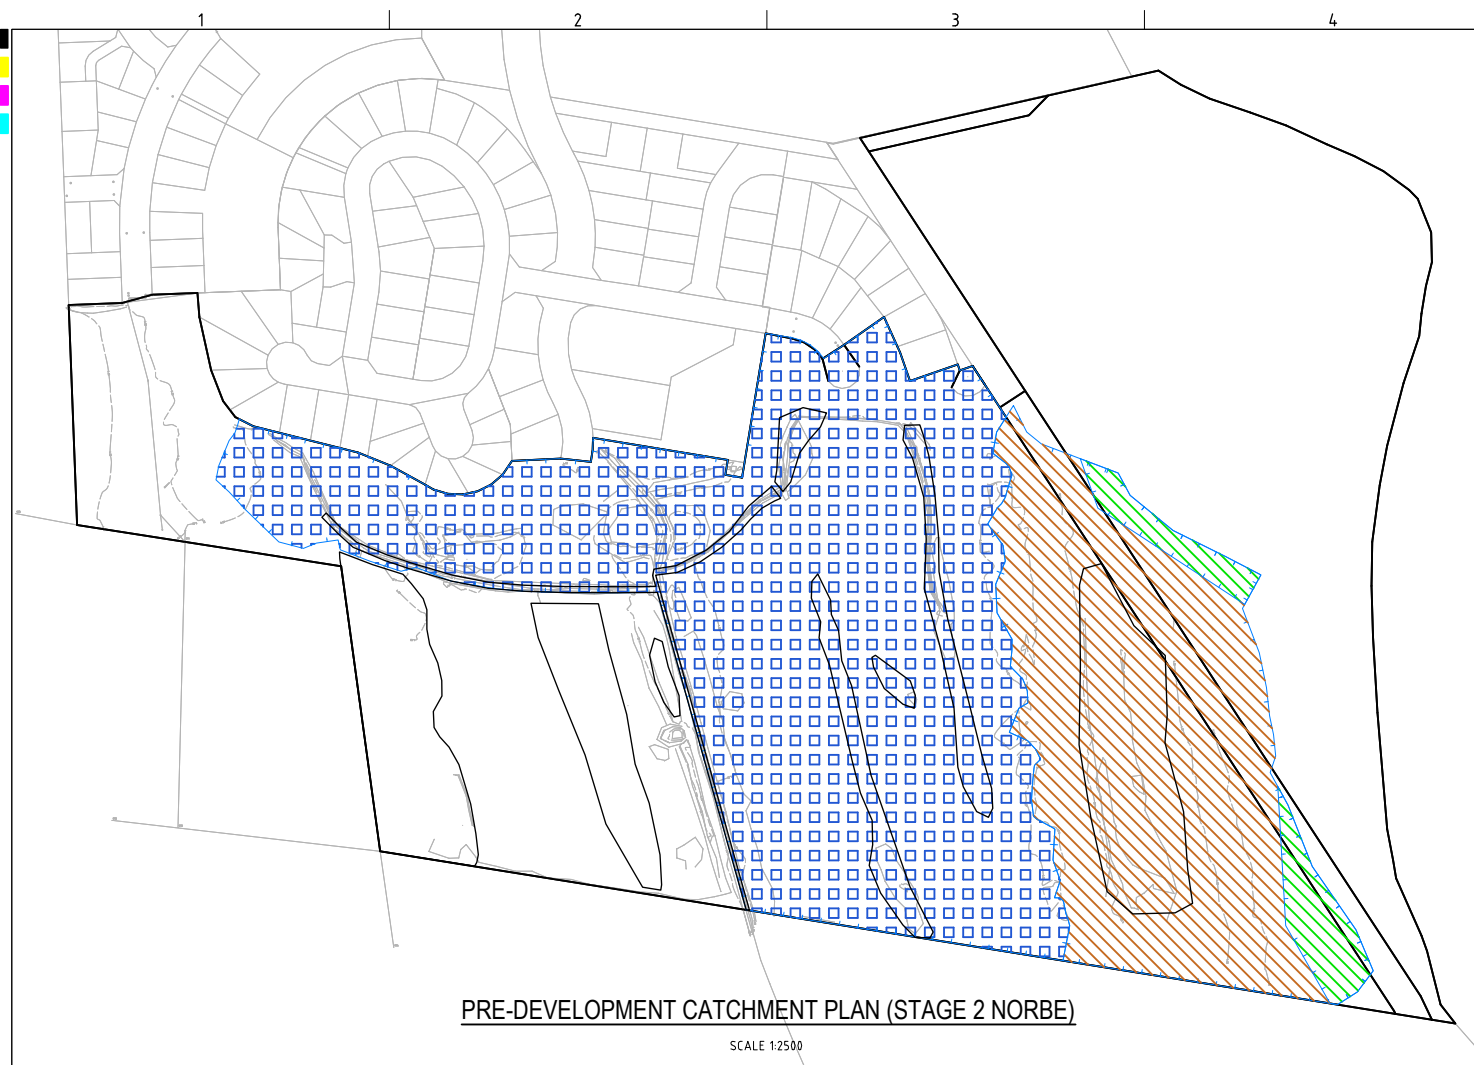 1 2 3 4
PRE-DEVELOPMENT CATCHMENT PLAN (STAGE 2 NORBE)
SCALE 1:2500